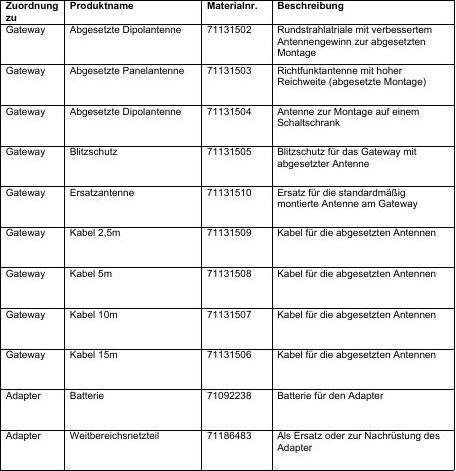 Zuordnung zu Produktname Materialnr. Beschreibung
Gateway Abgesetzte Dipolantenne 71131502 Rundstrahlatriale mit verbessertem
Antennengewinn zur abgesetzten
Montage
Gateway Abgesetzte Panelantenne 71131503 Richtfunktantenne mit hoher
Reichweite (abgesetzte Montage)
Gateway Abgesetzte Dipolantenne 71131504 Antenne zur Montage auf einem
Schaltschrank
Gateway Blitzschutz 71131505 Blitzschutz für das Gateway mit
abgesetzter Antenne
Gateway Ersatzantenne 71131510 Ersatz für die standardmäßig
montierte Antenne am Gateway
Gateway Kabel 2,5m 71131509 Kabel für die abgesetzten Antennen
Gateway Kabel 5m 71131508 Kabel für die abgesetzten Antennen
Gateway Kabel 10m 71131507 Kabel für die abgesetzten Antennen
Gateway Kabel 15m 71131506 Kabel für die abgesetzten Antennen
Adapter Batterie 71092238 Batterie für den Adapter
Adapter Weitbereichsnetzteil 71186483 Als Ersatz oder zur Nachrüstung des
Adapter